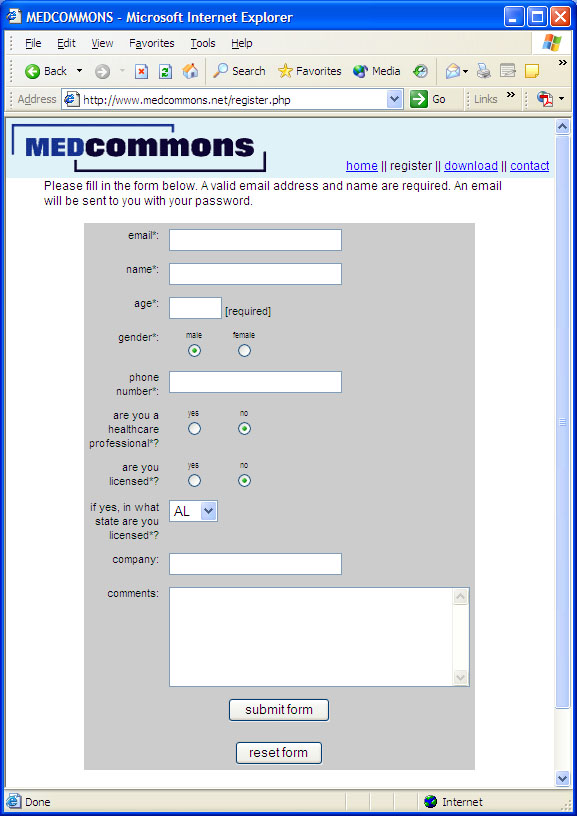 MEDCOMMONS - Microsoft Internet Explorer
File Edit View Favorites Tools Help
Back Search Favorites Media »
Address http://www.medcommons.net/register.php Go Links »
MEDcommons
home || register || download || contact
Please fill in the form below. A valid email address and name are required. An email
will be sent to you with your password.
email*:
name*:
age*: [required]
gender*: male female
phone
number*:
are you a yes no
healthcare
professional*?
are you yes no
licensed*?
if yes, in what AL
state are you
licensed*?
company:
comments:
submit form
reset form
Done Internet